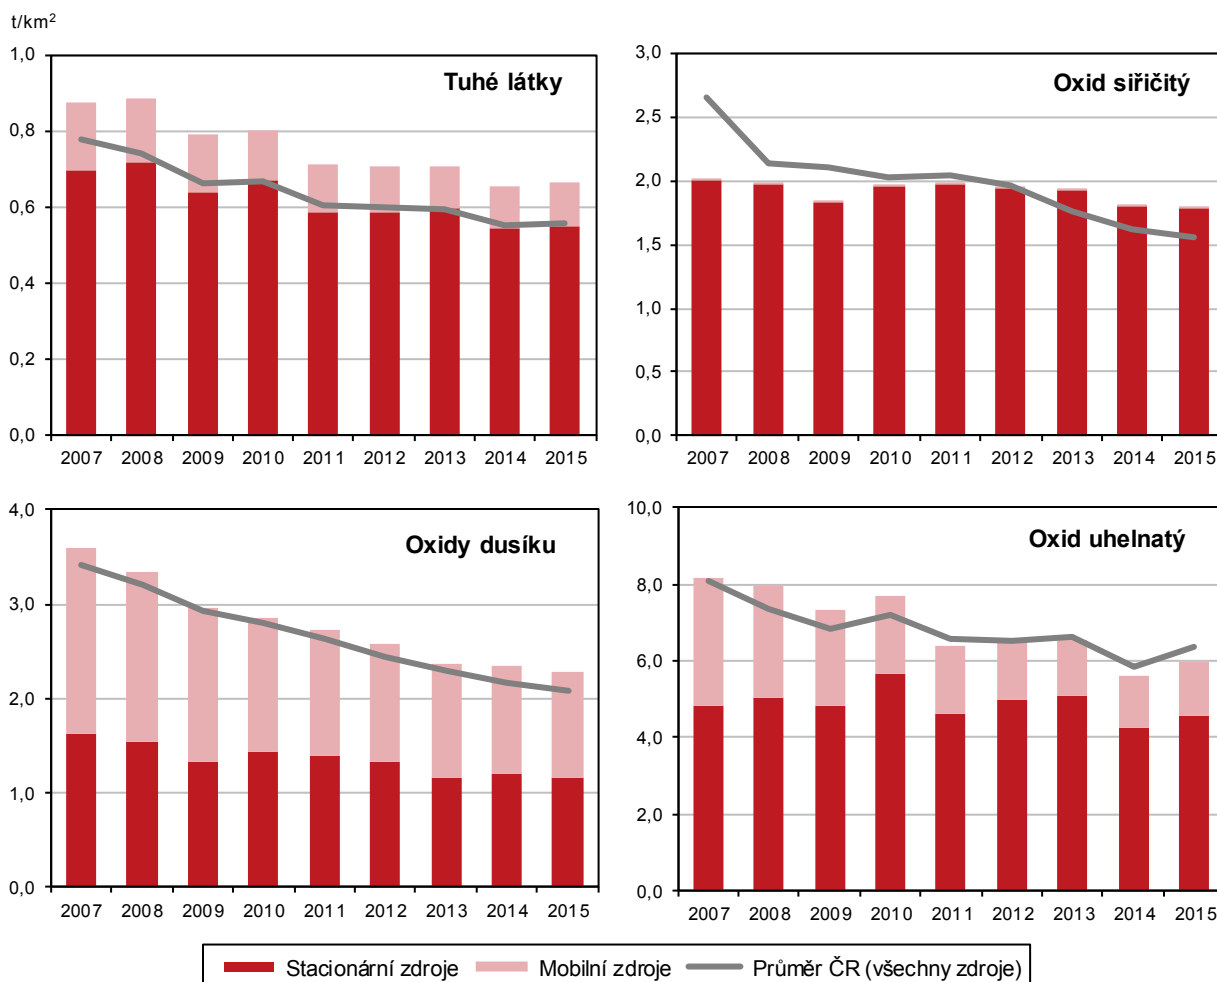 t/km²
Tuhé látky
1,0
0,8
0,6
0,4
0,2
0,0
2007 2008 2009 2010 2011 2012 2013 2014 2015
Oxid siřičitý
3,0
2,5
2,0
1,5
1,0
0,5
0,0
2007 2008 2009 2010 2011 2012 2013 2014 2015
Oxidy dusíku
4,0
3,0
2,0
1,0
0,0
2007 2008 2009 2010 2011 2012 2013 2014 2015
Oxid uhelnatý
10,0
8,0
6,0
4,0
2,0
0,0
2007 2008 2009 2010 2011 2012 2013 2014 2015
Stacionární zdroje Mobilní zdroje Průměr ČR (všechny zdroje)